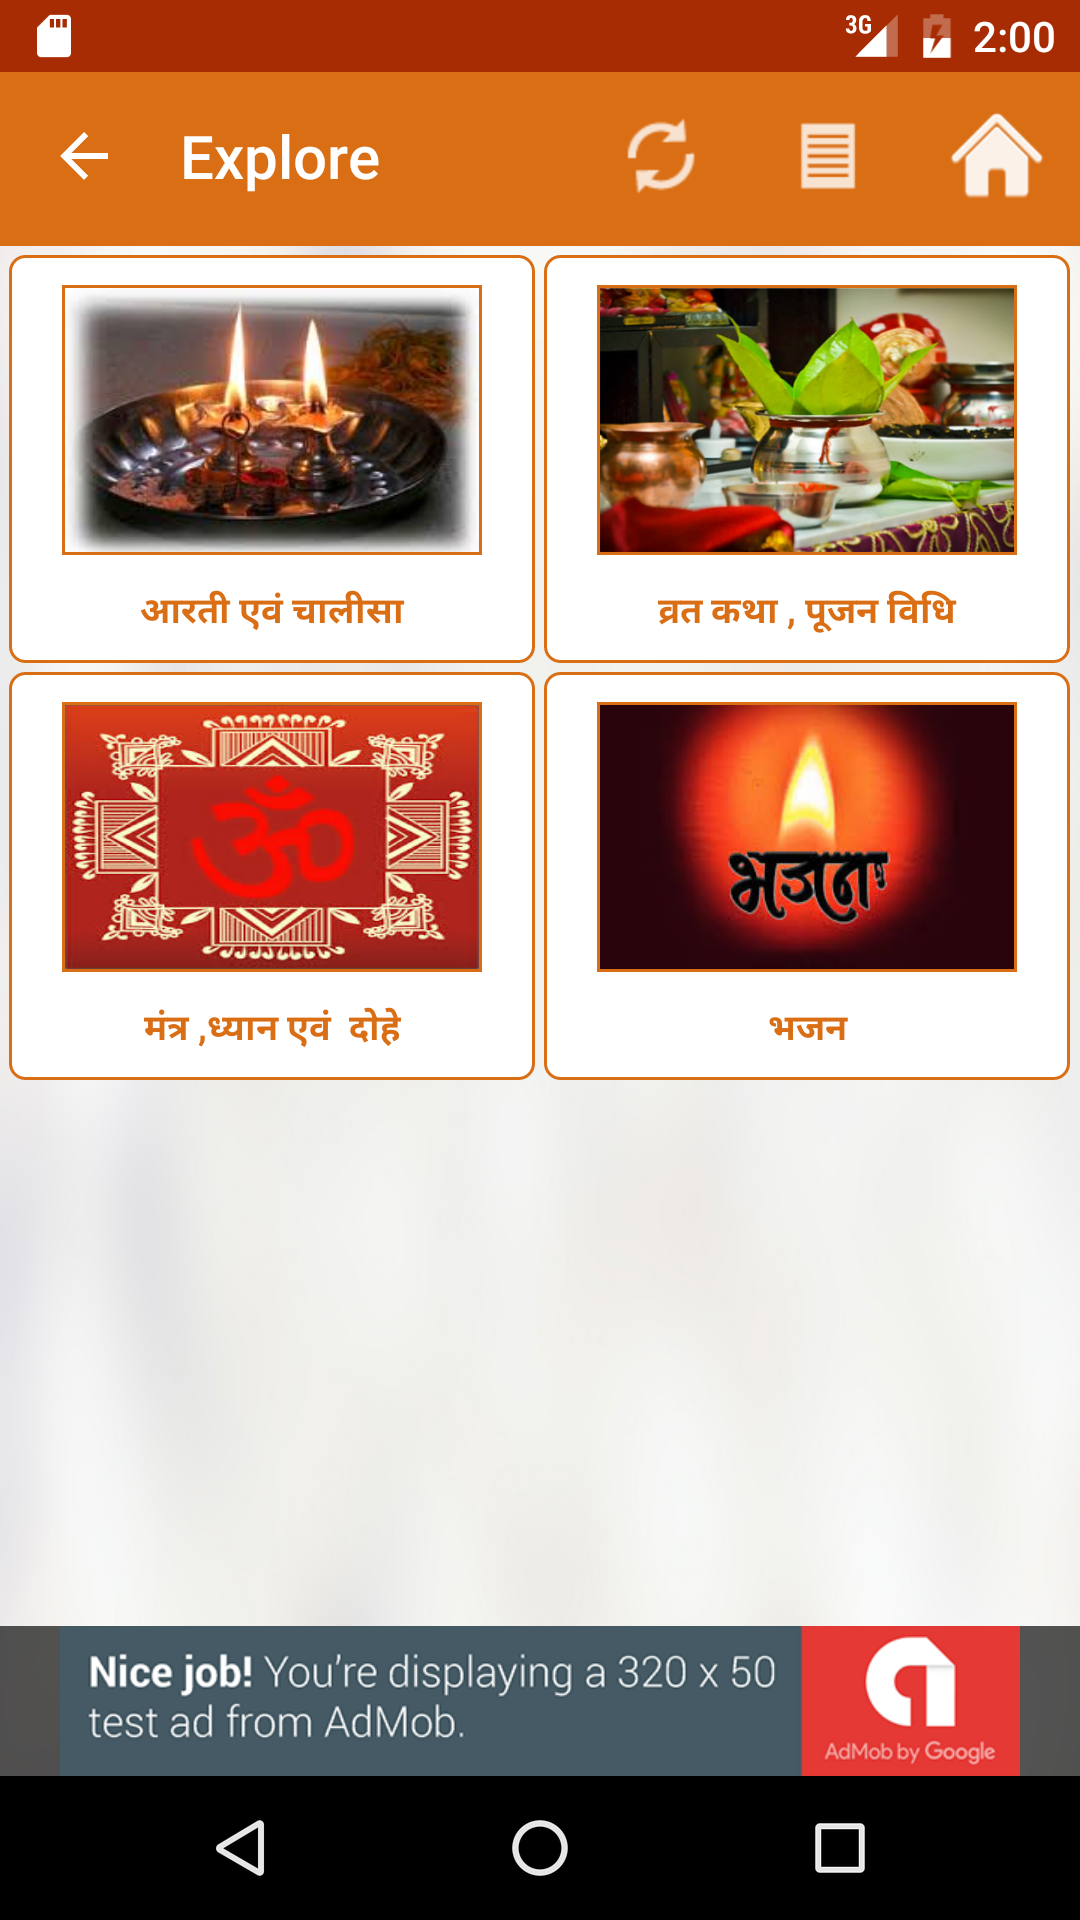 3G 2:00
Explore
आरती एवं चालीसा
व्रत कथा , पूजन विधि
ॐ
भजन
मंत्र ,ध्यान एवं  दोहे
भजन
Nice job! You're displaying a 320 x 50
test ad from AdMob.
AdMob by Google